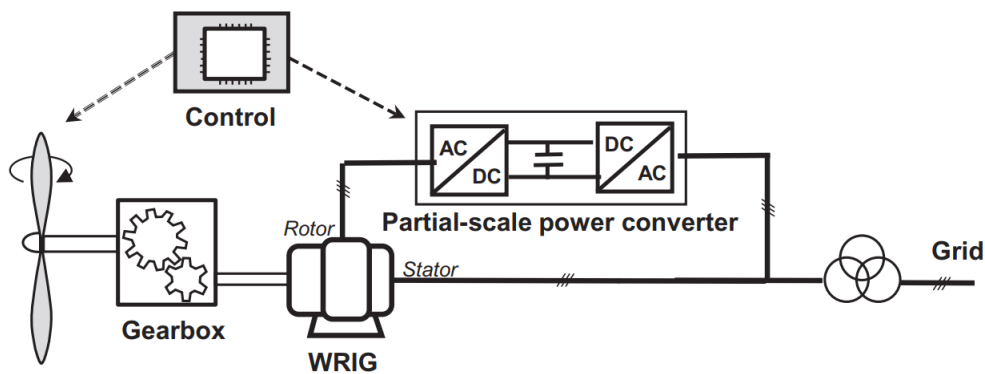 Control
AC
DC
DC
AC
Partial-scale power converter
Rotor
Stator
Grid
Gearbox
WRIG